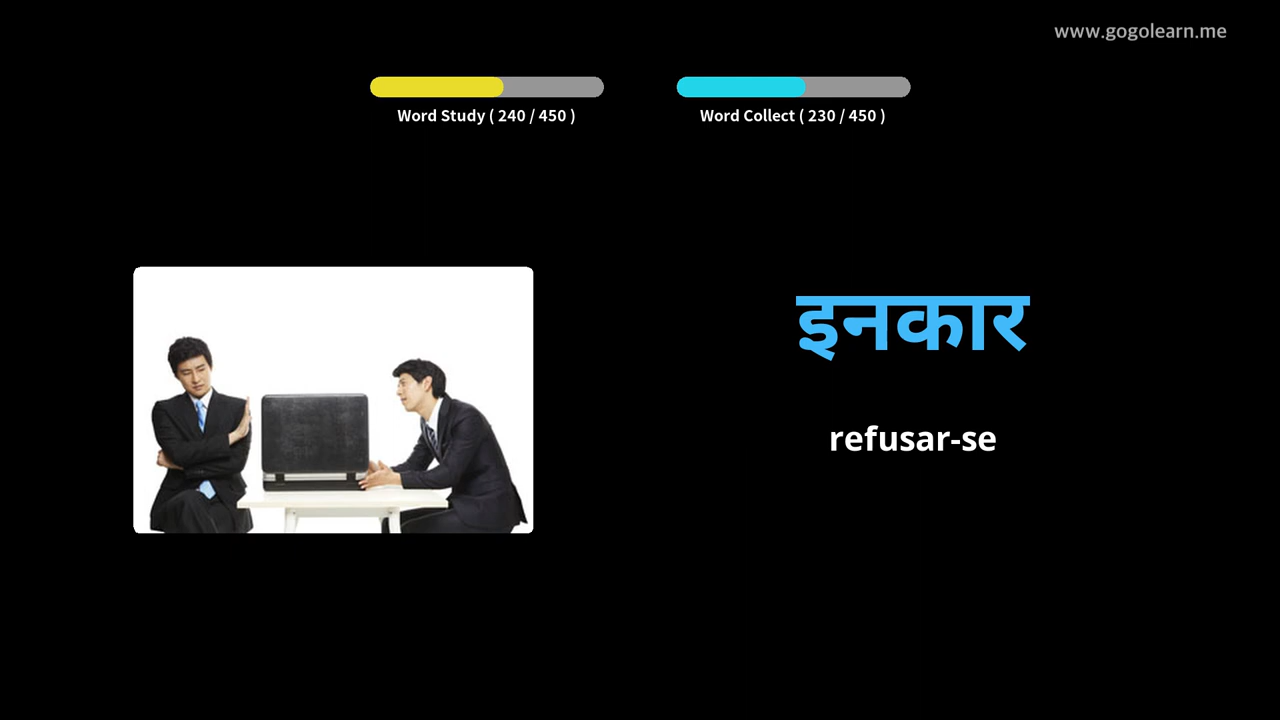 www.gogolearn.me
Word Study ( 240 / 450 )
Word Collect ( 230 / 450 )
इनकार
refusar-se